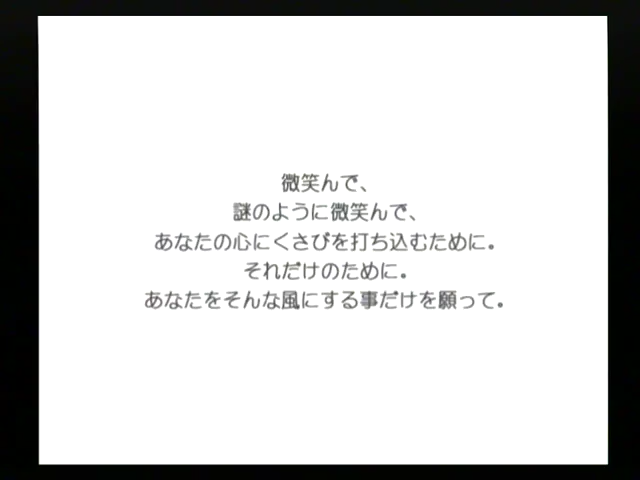 微笑んで、
謎のように微笑んで、
あなたの心にくさびを打ち込むために。
それだけのために。
あなたをそんな風にする事だけを願って。